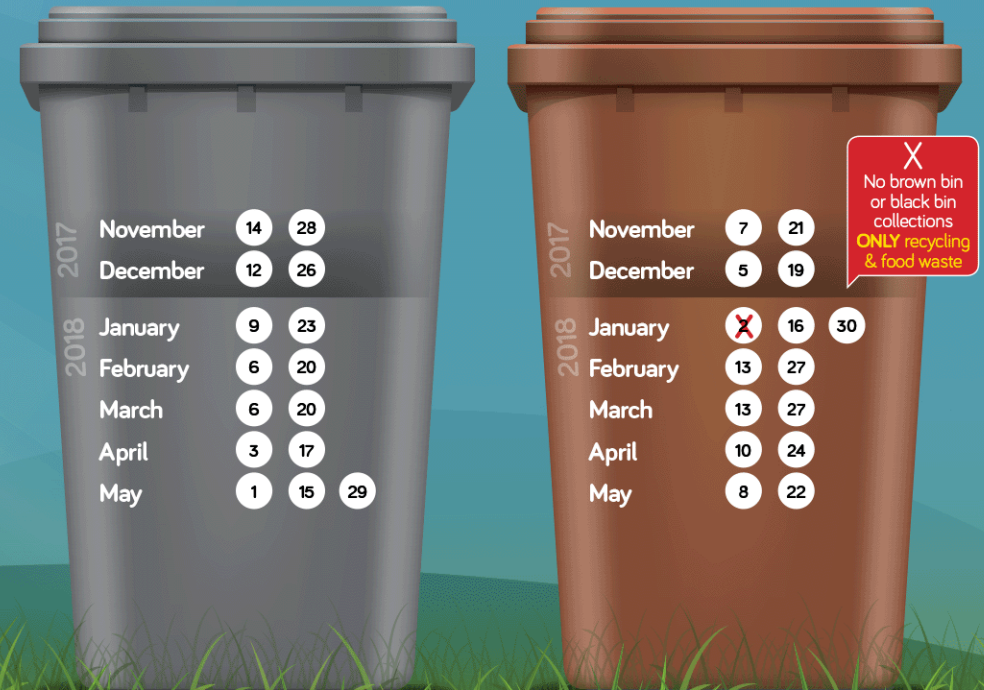 2017
November 14 28
December 12 26
2018
January 9 23
February 6 20
March 6 20
April 3 17
May 1 15 29
2017
November 7 21
December 5 19
2018
January 2 16 30
February 13 27
March 13 27
April 10 24
May 8 22
X
No brown bin
or black bin
collections
ONLY recycling
& food waste